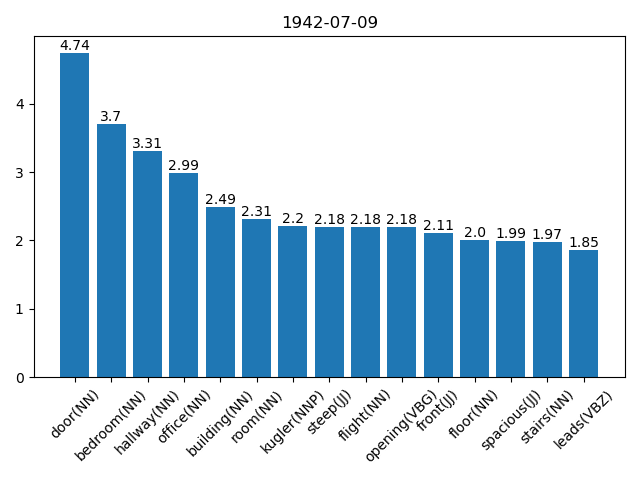 1942-07-09
4.74
3.7
3.31
2.99
2.49
2.31
2.2
2.18
2.18
2.18
2.11
2.0
1.99
1.97
1.85
4
3
2
1
0
door(NN)
bedroom(NN)
hallway(NN)
office(NN)
building(NN)
room(NN)
kugler(NNP)
steep(JJ)
flight(NN)
opening(VBG)
front(JJ)
floor(NN)
spacious(JJ)
stairs(NN)
leads(VBZ)